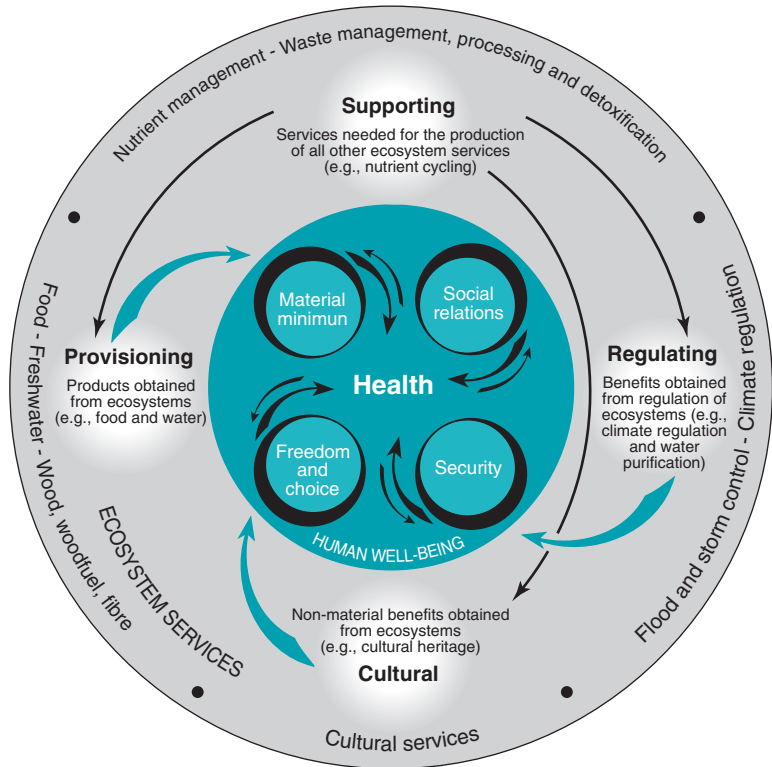 Nutrient management - Waste management, processing and detoxification
Supporting
Services needed for the production
of all other ecosystem services
(e.g., nutrient cycling)
Material
minimun
Social
relations
Health
Freedom
and
choice
Security
HUMAN WELL-BEING
Provisioning
Products obtained
from ecosystems
(e.g., food and water)
Regulating
Benefits obtained
from regulation of
ecosystems (e.g.,
climate regulation
and water
purification)
Non-material benefits obtained
from ecosystems
(e.g., cultural heritage)
Cultural
ECOSYSTEM SERVICES
Food - Freshwater - Wood, woodfuel, fibre
Flood and storm control - Climate regulation
Cultural services